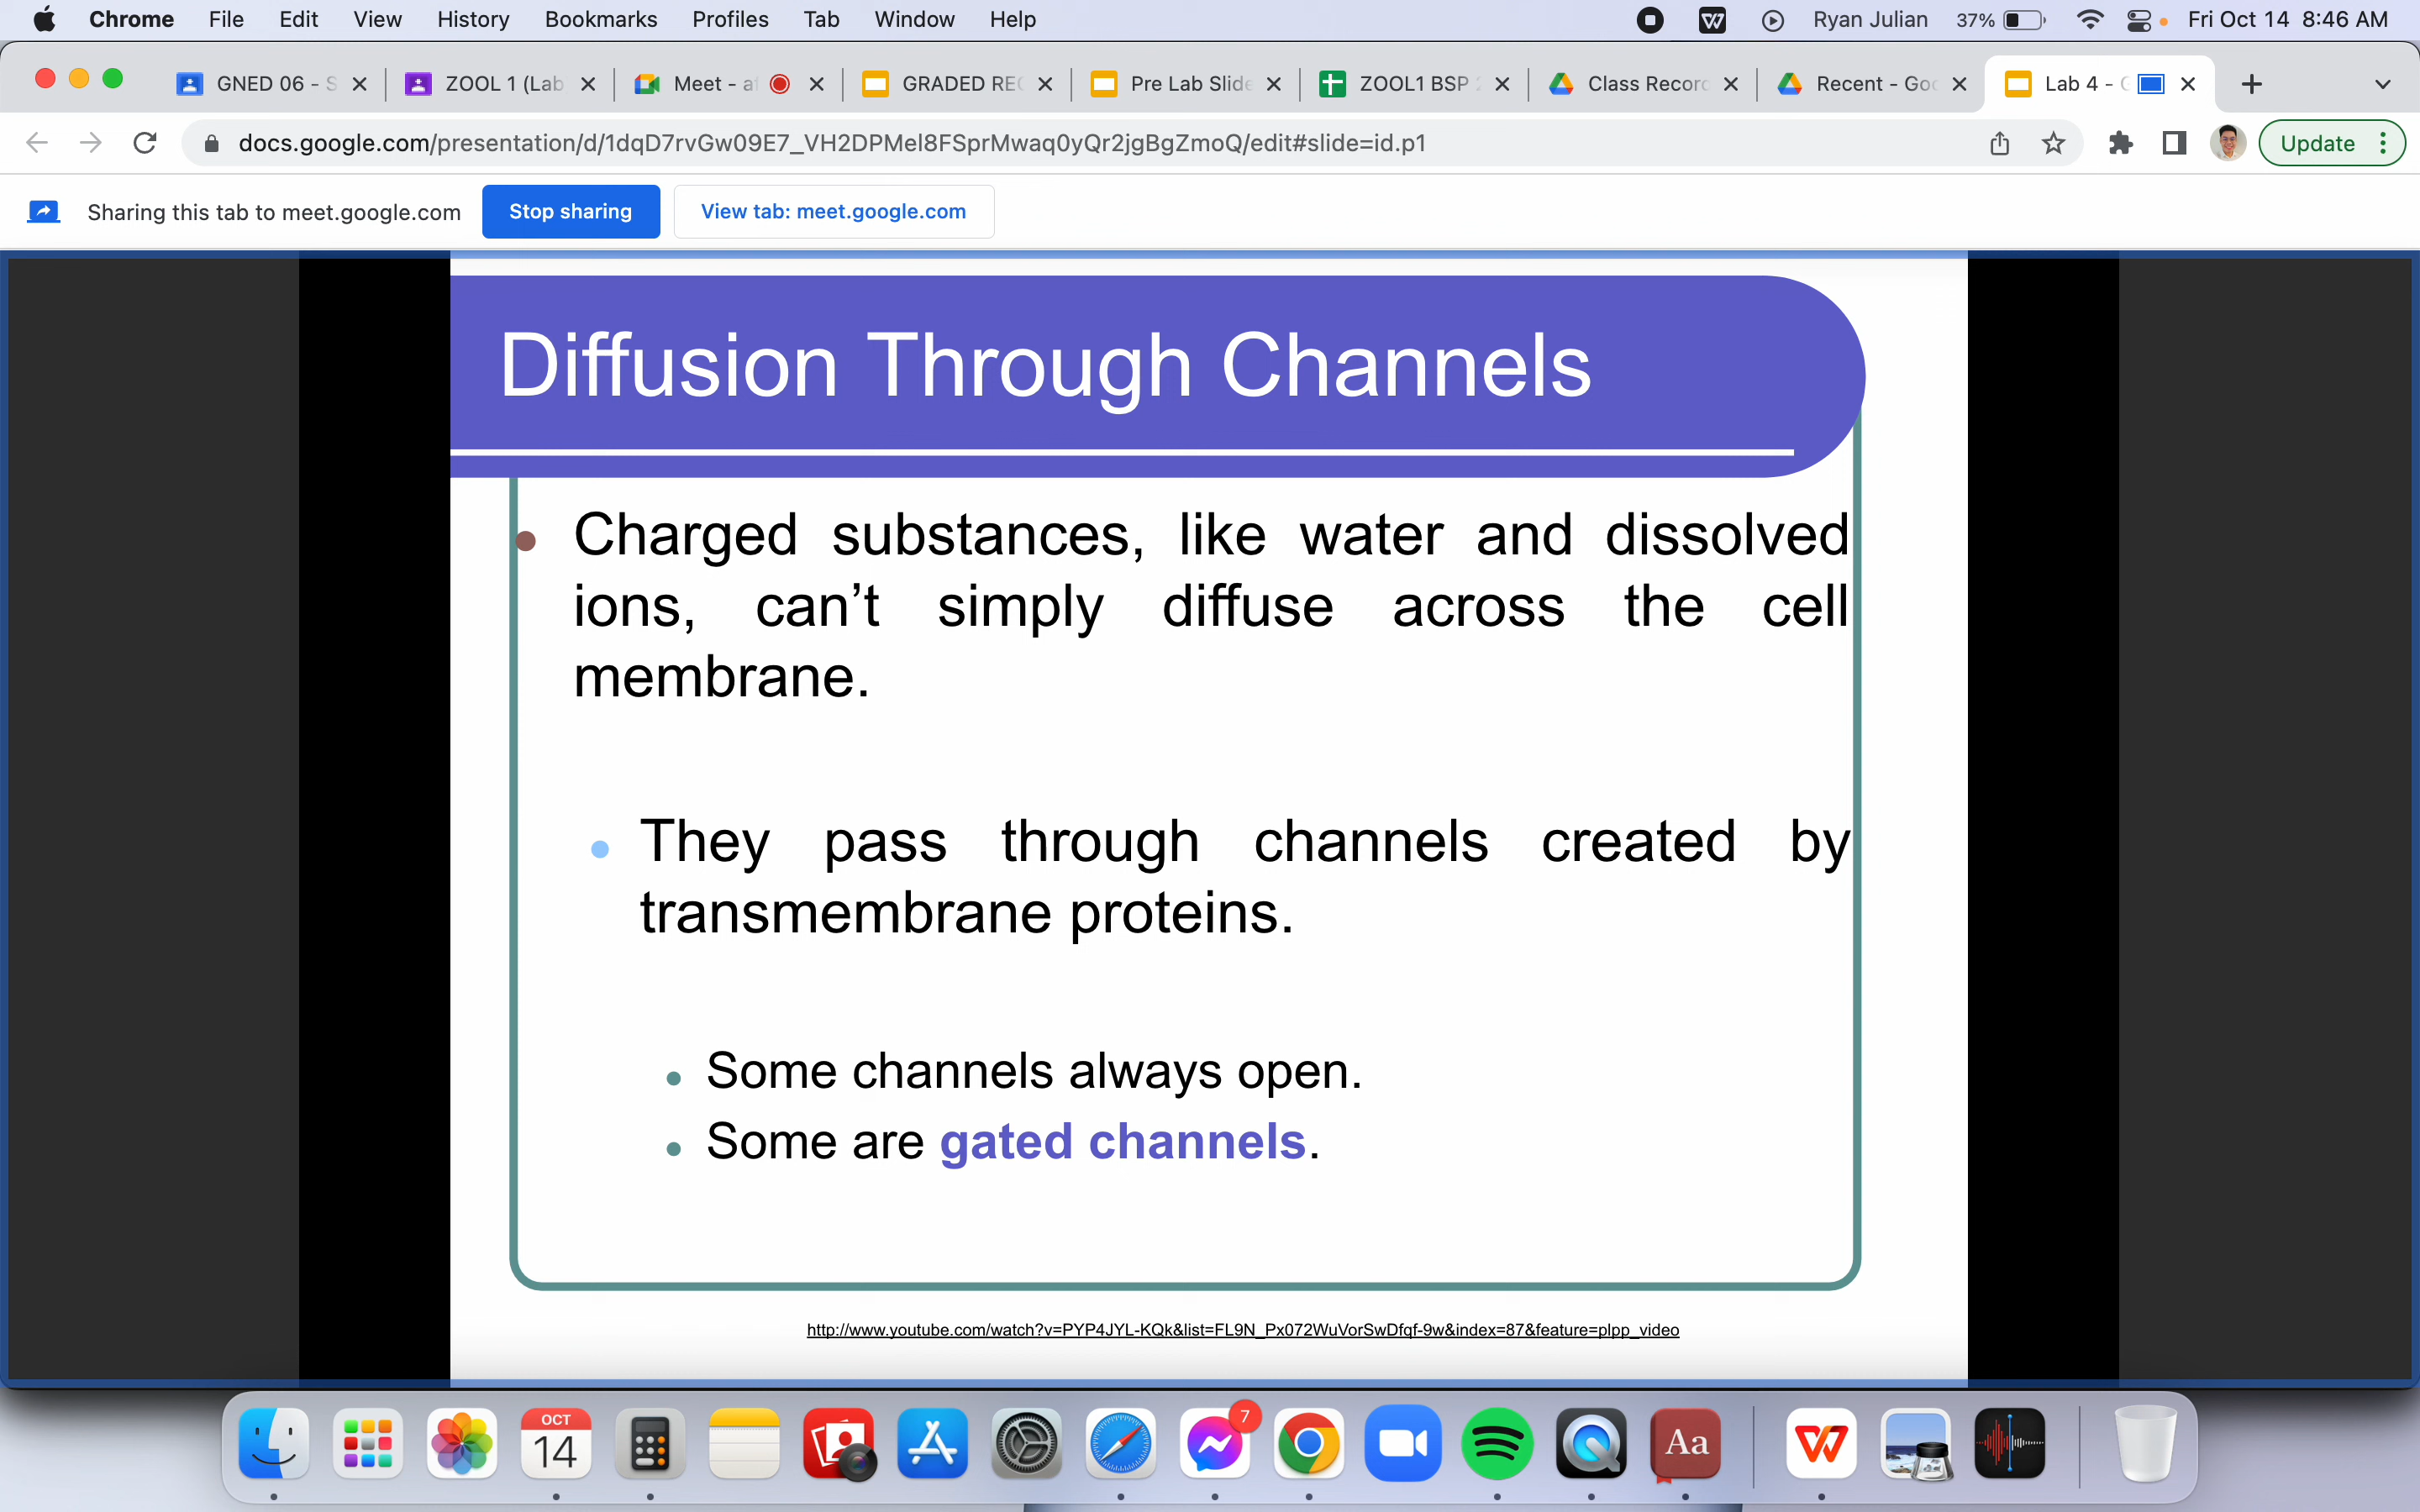 Chrome File Edit View History Bookmarks Profiles Tab Window Help Ryan Julian 37% Fri Oct 14 8:46 AM
GNED 06 - S ZOOL 1 (Lab Meet - a GRADED REC Pre Lab Slide ZOOL1 BSP Class Recor Recent - Goo Lab 4 -
docs.google.com/presentation/d/1dqD7rvGw09E7_VH2DPMel8FSprMwaq0yQr2jgBgZmoQ/edit#slide=id.p1 Update
Sharing this tab to meet.google.com Stop sharing View tab: meet.google.com
Diffusion Through Channels
Charged substances, like water and dissolved
ions, can't simply diffuse across the cell
membrane.
They pass through channels created by
transmembrane proteins.
Some channels always open.
Some are gated channels.
http://www.youtube.com/watch?v=PYP4JYL-KQk&list=FL9N_Px072WuVorSwDfqf-9w&index=87&feature=plpp_video
OCT
14
7
Aa